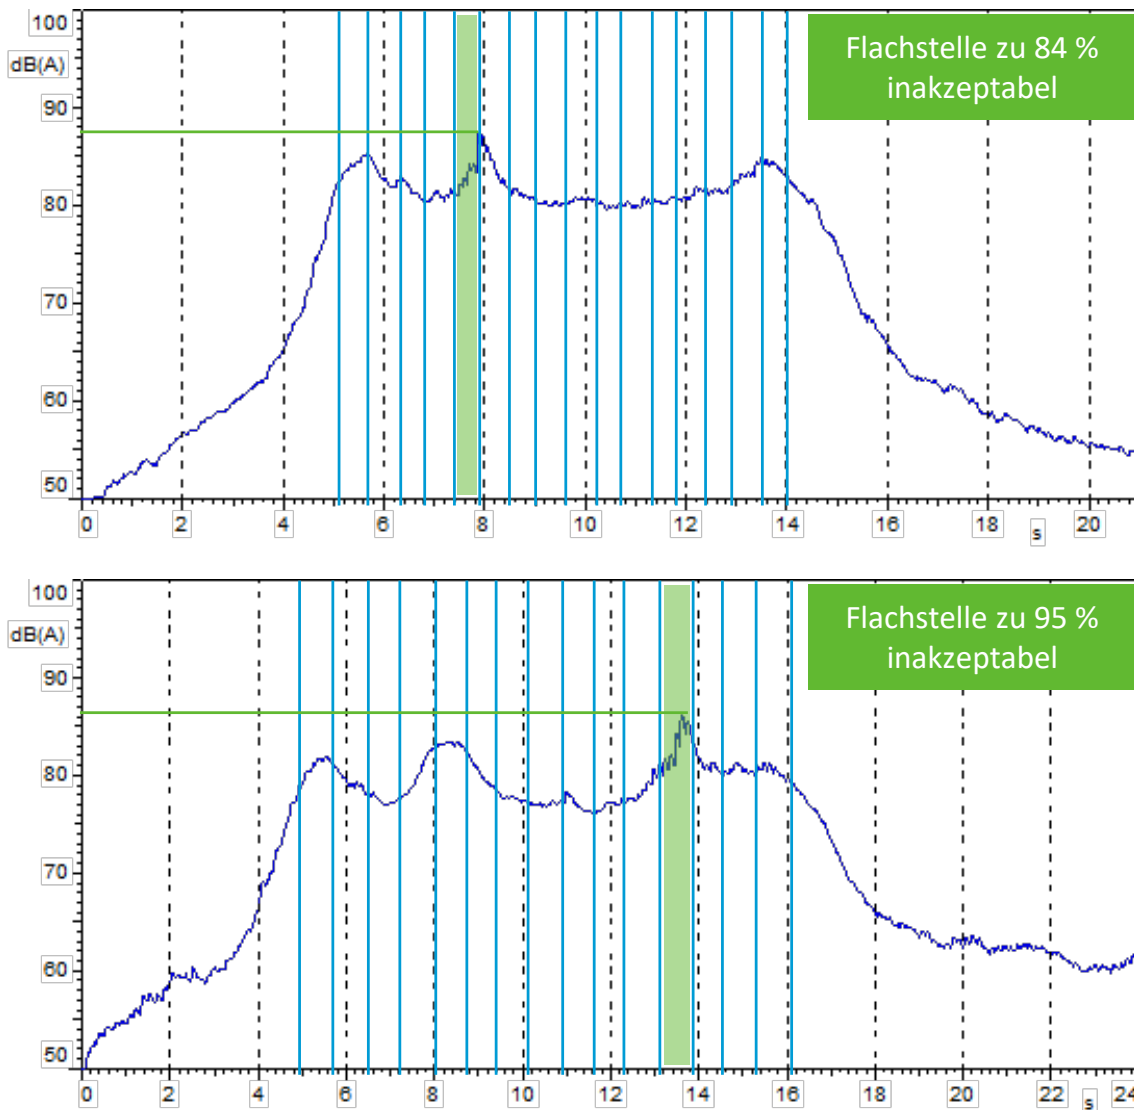 100
dB(A)
90
80
70
60
50
0 2 4 6 8 10 12 14 16 18 s 20
Flachstelle zu 84 %
inakzeptabel
100
dB(A)
90
80
70
60
50
0 2 4 6 8 10 12 14 16 18 20 22 s 24
Flachstelle zu 95 %
inakzeptabel